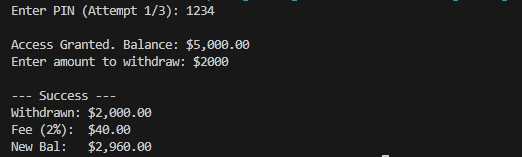 Enter PIN (Attempt 1/3): 1234
Access Granted. Balance: $5,000.00
Enter amount to withdraw: $2000
--- Success ---
Withdrawn: $2,000.00
Fee (2%):  $40.00
New Bal:   $2,960.00